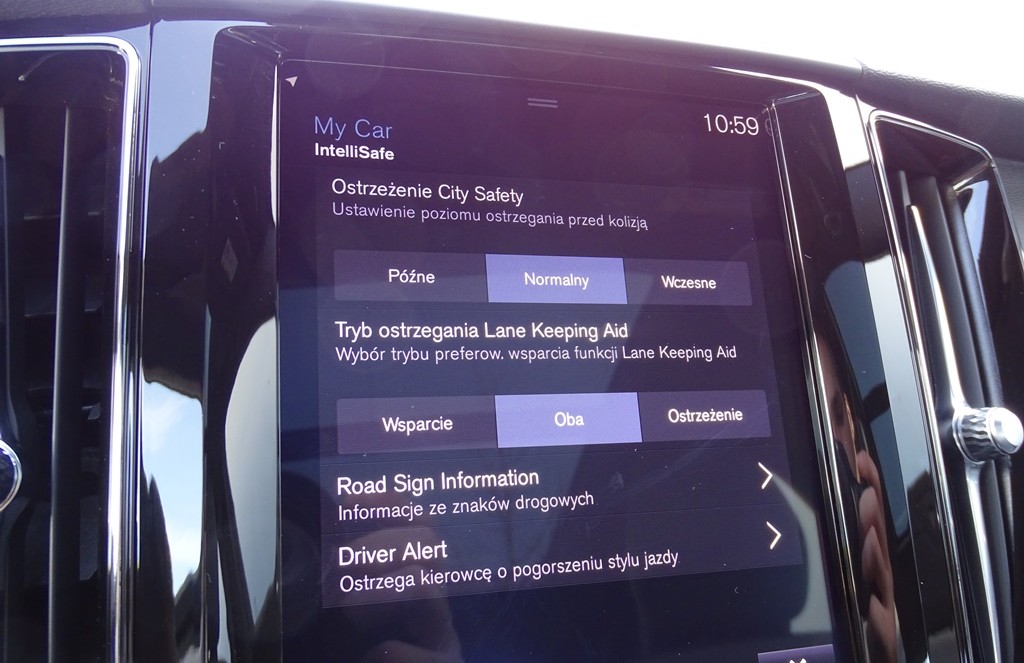 My Car
10:59
IntelliSafe
Ostrzeżenie City Safety
Ustawienie poziomu ostrzegania przed kolizją
Późne Normalny Wczesne
Tryb ostrzegania Lane Keeping Aid
Wybór trybu preferow. wsparcia funkcji Lane Keeping Aid
Wsparcie Oba Ostrzeżenie
Road Sign Information
Informacje ze znaków drogowych
Driver Alert
Ostrzega kierowcę o pogorszeniu stylu jazdy